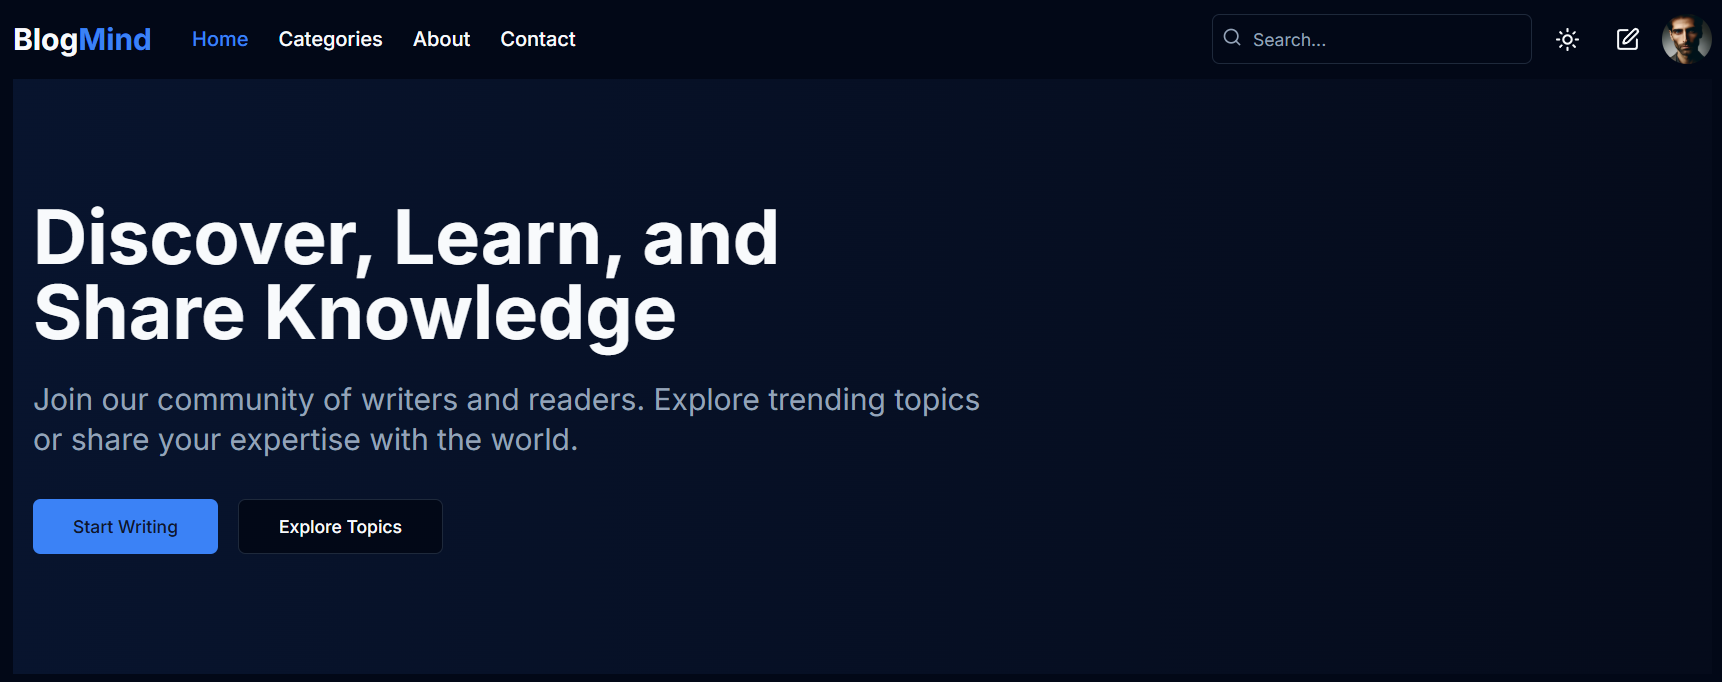 BlogMind Home Categories About Contact Search...
Discover, Learn, and
Share Knowledge
Join our community of writers and readers. Explore trending topics
or share your expertise with the world.
Start Writing Explore Topics